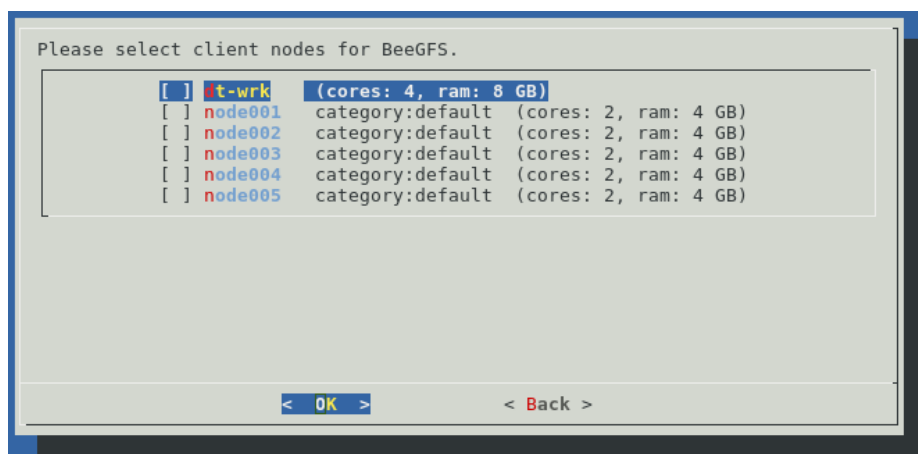 Please select client nodes for BeeGFS.
[ ] dt-wrk (cores: 4, ram: 8 GB)
[ ] node001 category:default (cores: 2, ram: 4 GB)
[ ] node002 category:default (cores: 2, ram: 4 GB)
[ ] node003 category:default (cores: 2, ram: 4 GB)
[ ] node004 category:default (cores: 2, ram: 4 GB)
[ ] node005 category:default (cores: 2, ram: 4 GB)
< OK > < Back >